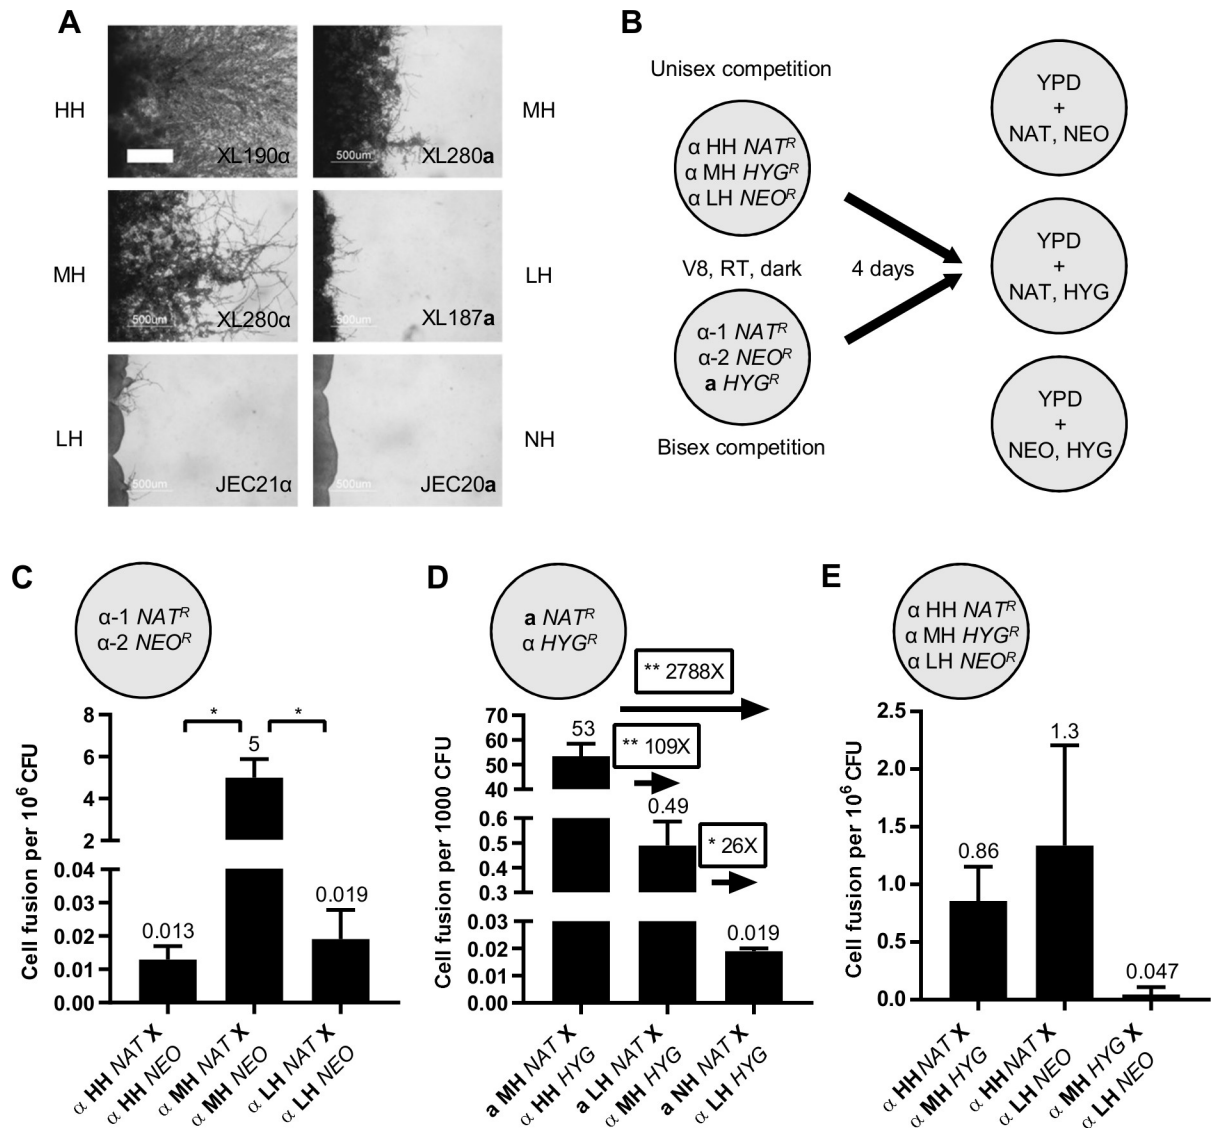 A
HH
XL190α
500um
XL280a
MH
MH
500um
XL280α
500um
XL187a
LH
LH
500um
JEC21α
500um
JEC20a
NH
B
Unisex competition
α HH NATᴿ
α MH HYGᴿ
α LH NEOᴿ
V8, RT, dark
4 days
α-1 NATᴿ
α-2 NEOᴿ
a HYGᴿ
Bisex competition
YPD
+
NAT, NEO
YPD
+
NAT, HYG
YPD
+
NEO, HYG
C
α-1 NATᴿ
α-2 NEOᴿ
Cell fusion per 10⁶ CFU
8
6
4
2
0.04
0.03
0.02
0.01
0.00
*
*
0.013
5
0.019
α HH NAT X
α HH NEO
α MH NAT X
α MH NEO
α LH NAT X
α LH NEO
D
a NATᴿ
α HYGᴿ
** 2788X
** 109X
* 26X
Cell fusion per 1000 CFU
70
60
50
40
0.6
0.5
0.4
0.3
0.03
0.02
0.01
0.00
53
0.49
0.019
a MH NAT X
α HH HYG
a LH NAT X
α MH HYG
a NH NAT X
α LH HYG
E
α HH NATᴿ
α MH HYGᴿ
α LH NEOᴿ
Cell fusion per 10⁶ CFU
2.5
2.0
1.5
1.0
0.5
0.0
0.86
1.3
0.047
α HH NAT X
α MH HYG
α HH NAT X
α LH NEO
α MH HYG X
α LH NEO